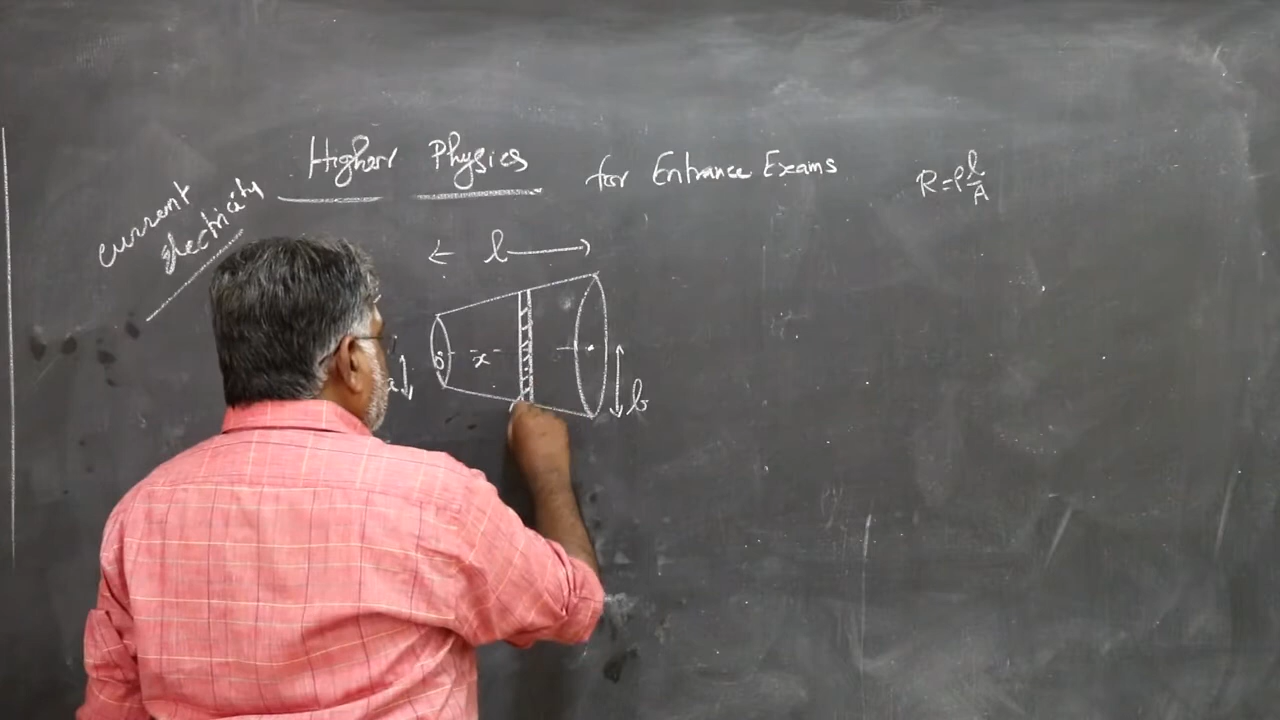 Higher Physics for Entrance Exams
current
electricity
R=ρ l/A
← l →
x
a
b